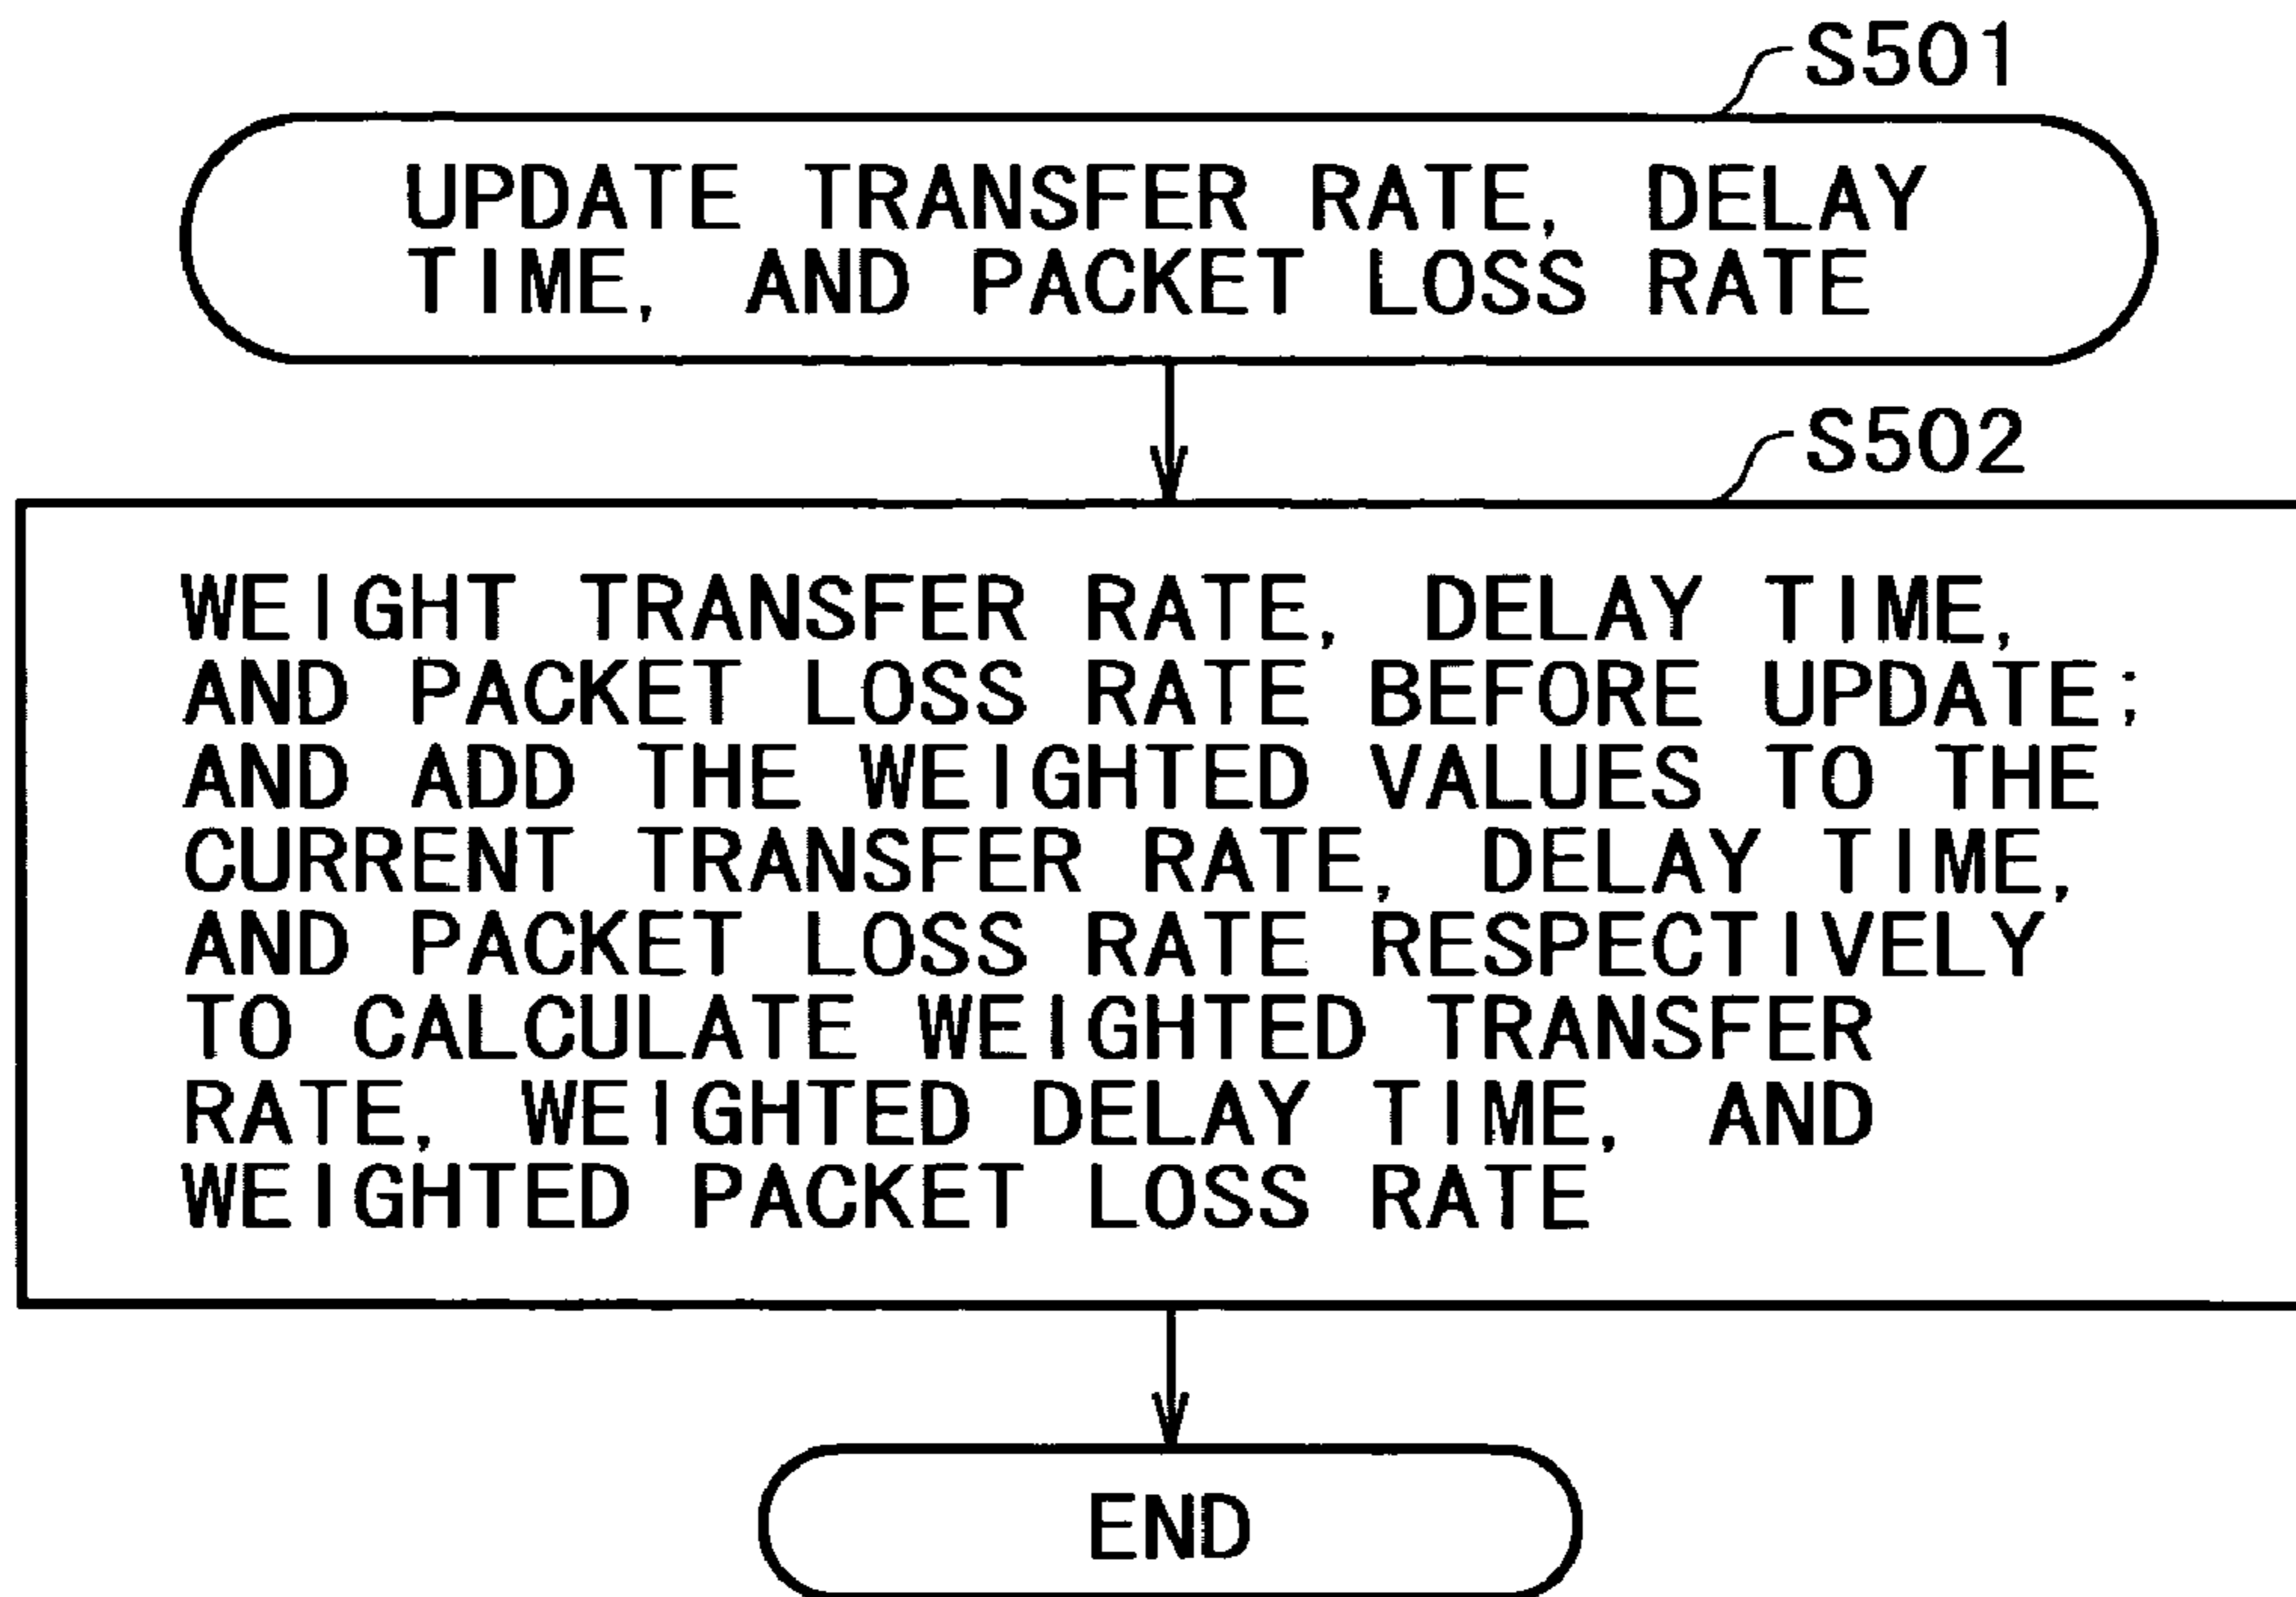 S501
UPDATE TRANSFER RATE, DELAY
TIME, AND PACKET LOSS RATE
S502
WEIGHT TRANSFER RATE, DELAY TIME,
AND PACKET LOSS RATE BEFORE UPDATE;
AND ADD THE WEIGHTED VALUES TO THE
CURRENT TRANSFER RATE, DELAY TIME,
AND PACKET LOSS RATE RESPECTIVELY
TO CALCULATE WEIGHTED TRANSFER
RATE, WEIGHTED DELAY TIME, AND
WEIGHTED PACKET LOSS RATE
END